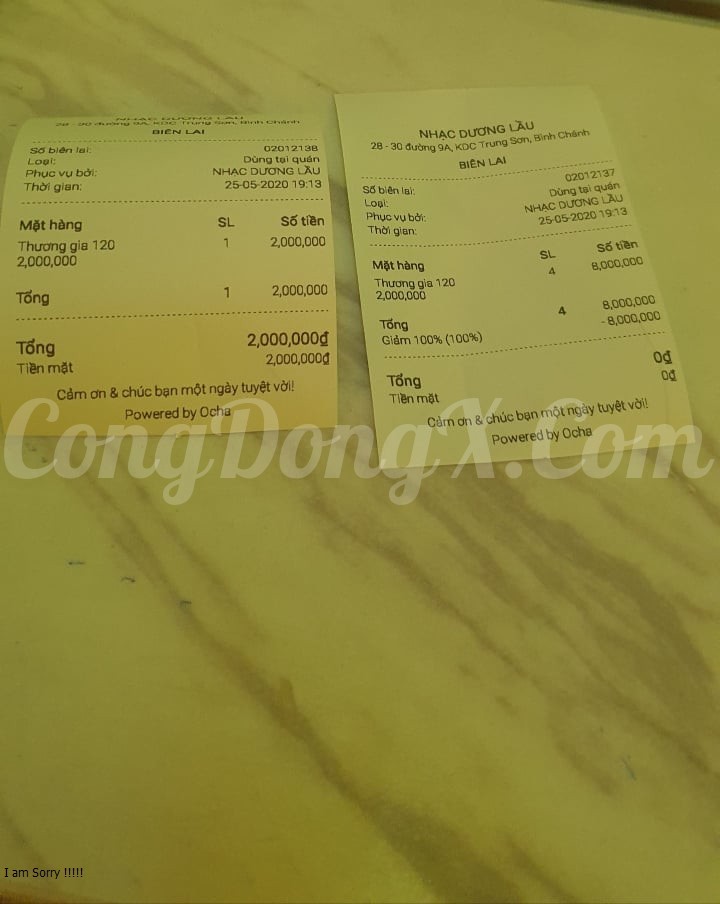 NHẠC DƯƠNG LẦU
28 - 30 đường 9A, KDC Trung Sơn, Bình Chánh
BIÊN LAI
Số biên lai: 02012138
Loại: Dùng tại quán
Phục vụ bởi: NHẠC DƯƠNG LẦU
Thời gian: 25-05-2020 19:13
Mặt hàng SL Số tiền
Thương gia 120 1 2,000,000
2,000,000
Tổng 1 2,000,000
Tổng 2,000,000₫
Tiền mặt 2,000,000₫
Cảm ơn & chúc bạn một ngày tuyệt vời!
Powered by Ocha
NHẠC DƯƠNG LẦU
28 - 30 đường 9A, KDC Trung Sơn, Bình Chánh
BIÊN LAI
Số biên lai: 02012137
Loại: Dùng tại quán
Phục vụ bởi: NHẠC DƯƠNG LẦU
Thời gian: 25-05-2020 19:13
Mặt hàng SL Số tiền
Thương gia 120 4 8,000,000
2,000,000
Tổng 4 8,000,000
Giảm 100% (100%) -8,000,000
Tổng 0₫
Tiền mặt 0₫
Cảm ơn & chúc bạn một ngày tuyệt vời!
Powered by Ocha
CongDongX.Com
I am Sorry !!!!!